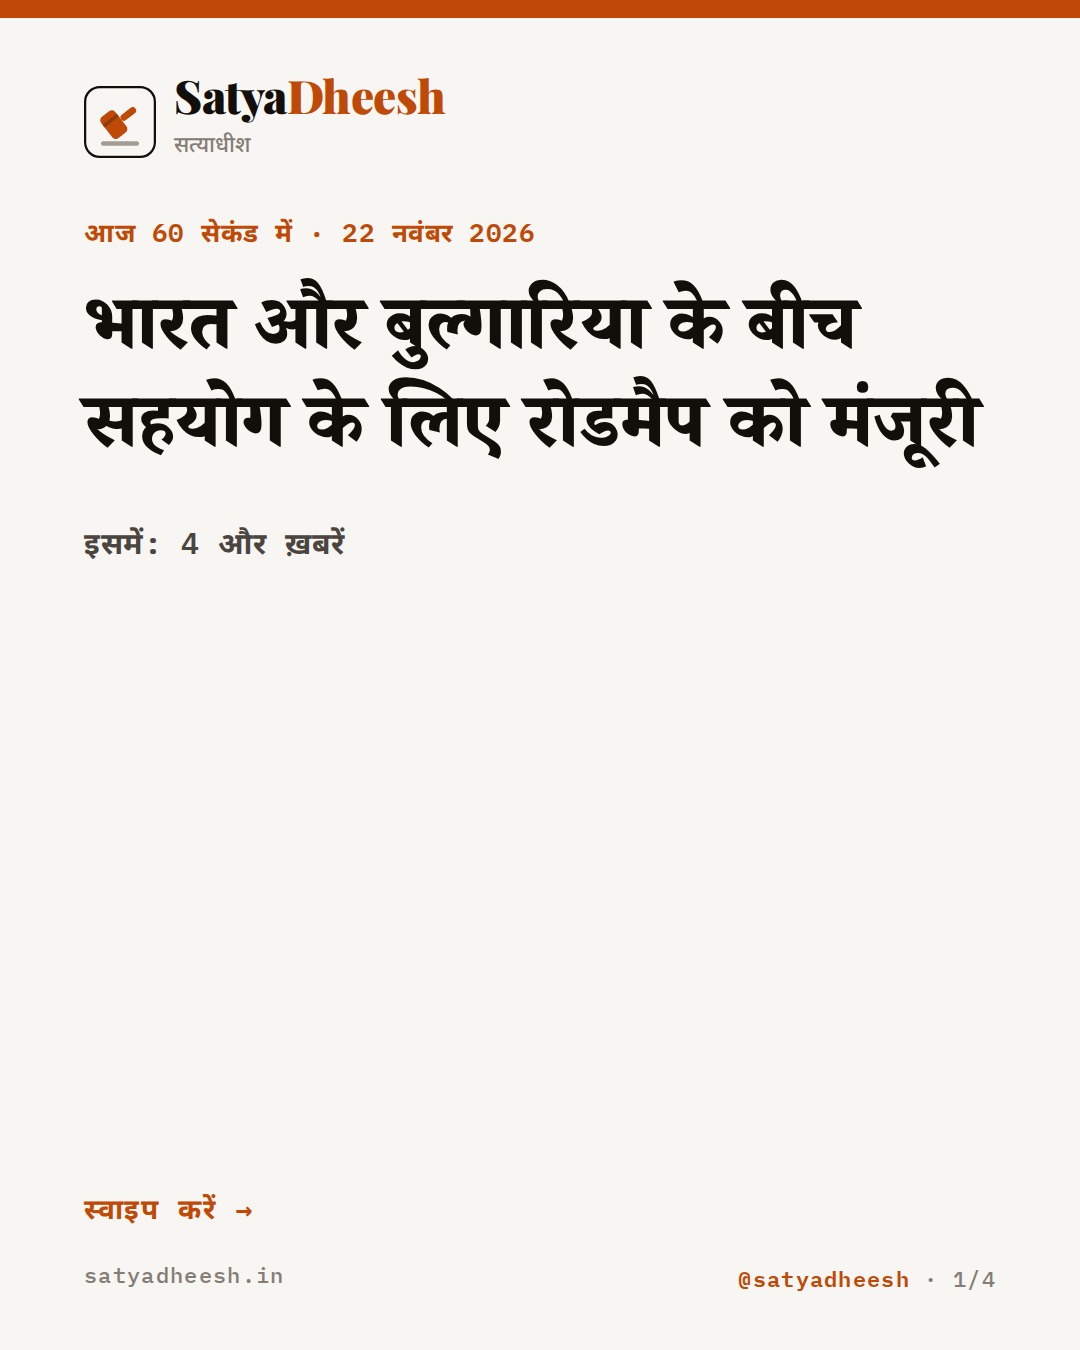 SatyaDheesh
सत्याधीश
आज 60 सेकंड में · 22 नवंबर 2026
भारत और बुल्गारिया के बीच
सहयोग के लिए रोडमैप को मंजूरी
इसमें: 4 और ख़बरें
स्वाइप करें →
satyadheesh.in
@satyadheesh · 1/4